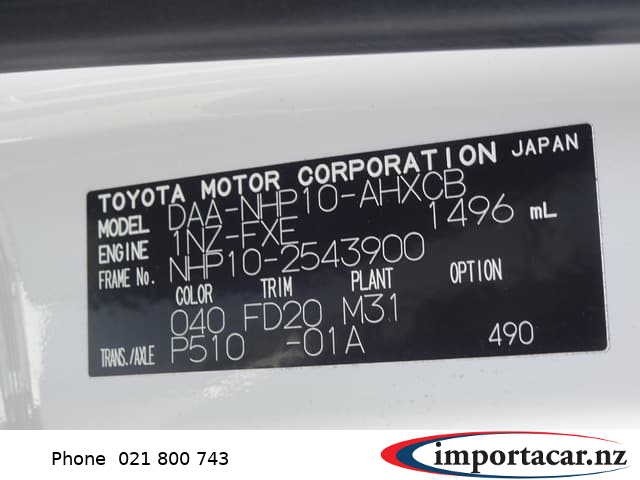 TOYOTA MOTOR CORPORATION JAPAN
MODEL DAA-NHP10-AHXCB
ENGINE 1NZ-FXE 1496 mL
FRAME No. NHP10-2543900
COLOR TRIM PLANT OPTION
040 FD20 M31
TRANS./AXLE P510 -01A 490
Phone 021 800 743
importacar.nz